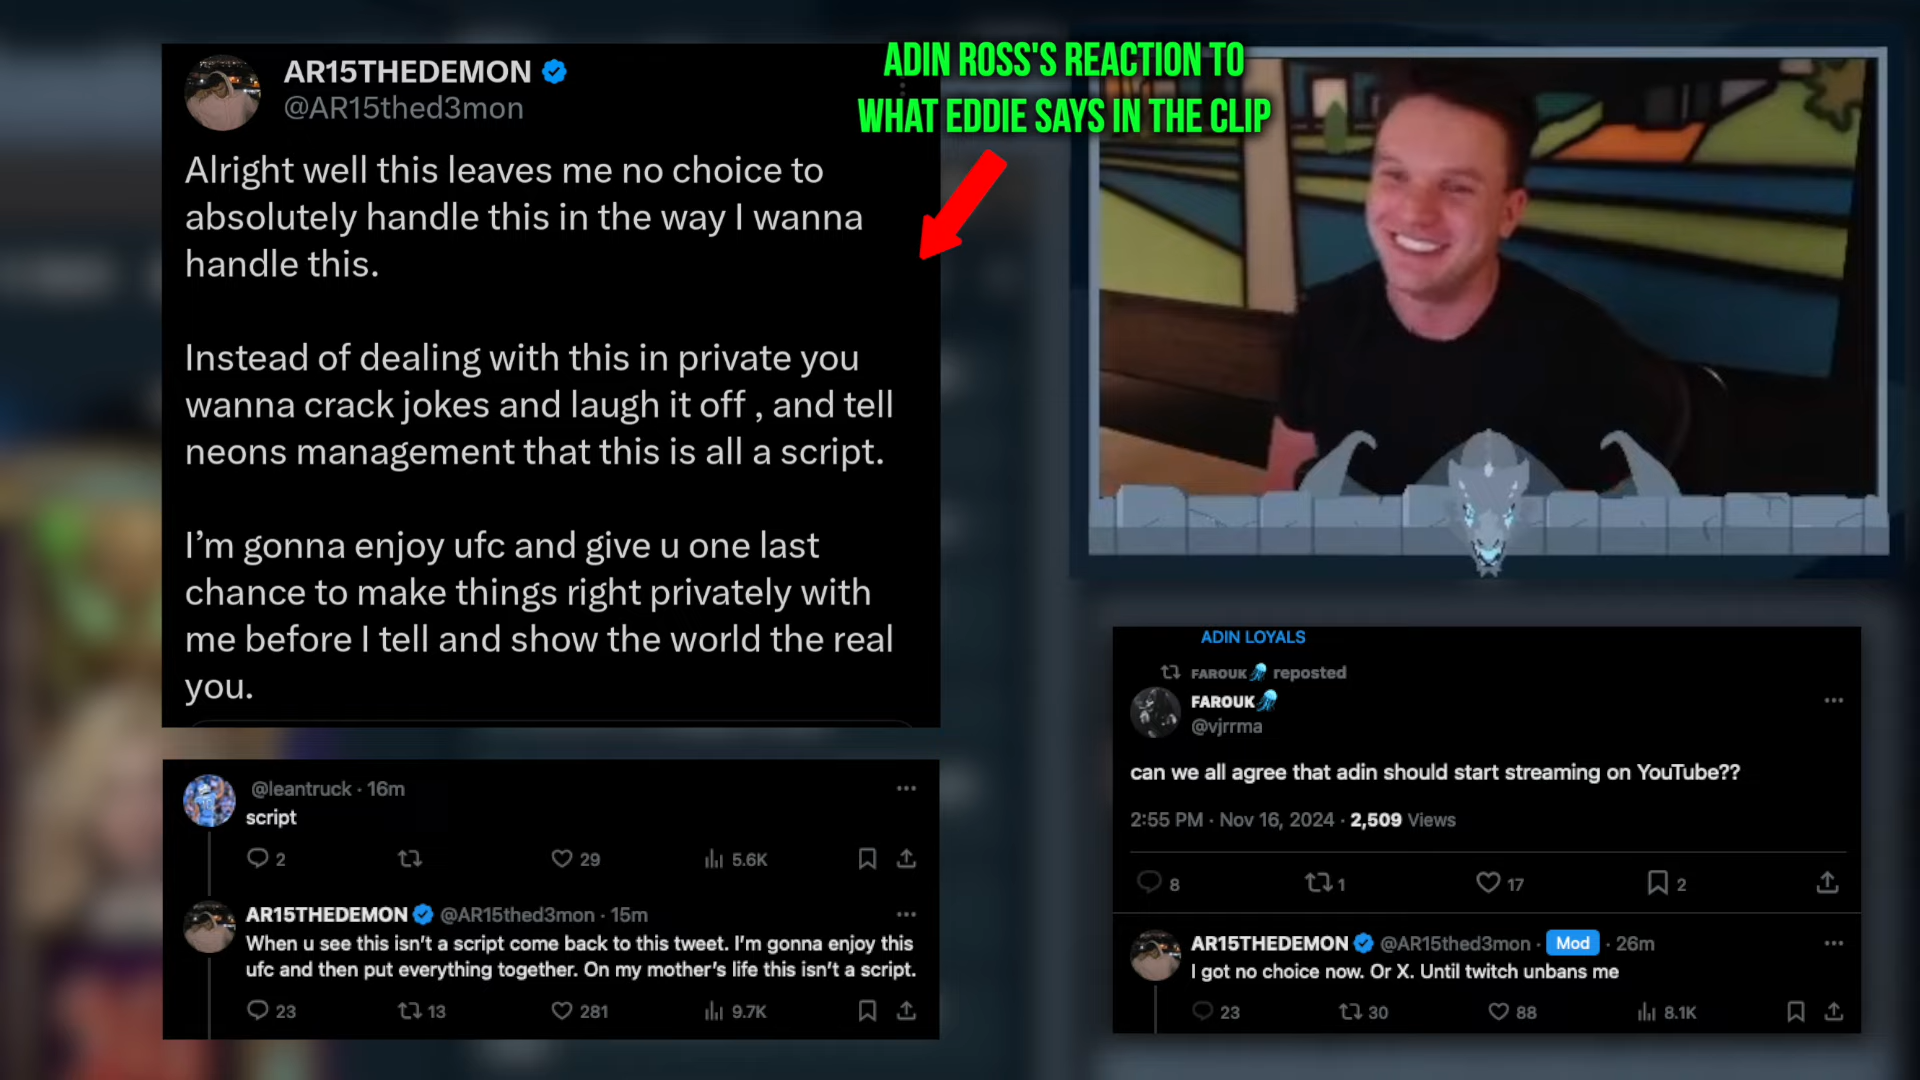 ADIN ROSS'S REACTION TO
WHAT EDDIE SAYS IN THE CLIP
AR15THEDEMON
@AR15thed3mon
Alright well this leaves me no choice to
absolutely handle this in the way I wanna
handle this.
Instead of dealing with this in private you
wanna crack jokes and laugh it off , and tell
neons management that this is all a script.
I'm gonna enjoy ufc and give u one last
chance to make things right privately with
me before I tell and show the world the real
you.
@leantruck · 16m
script
2 29 5.6K
AR15THEDEMON @AR15thed3mon · 15m
When u see this isn't a script come back to this tweet. I'm gonna enjoy this
ufc and then put everything together. On my mother's life this isn't a script.
23 13 281 9.7K
ADIN LOYALS
FAROUK reposted
FAROUK
@vjrrma
can we all agree that adin should start streaming on YouTube??
2:55 PM · Nov 16, 2024 · 2,509 Views
8 1 17 2
AR15THEDEMON @AR15thed3mon · Mod · 26m
I got no choice now. Or X. Until twitch unbans me
23 30 88 8.1K